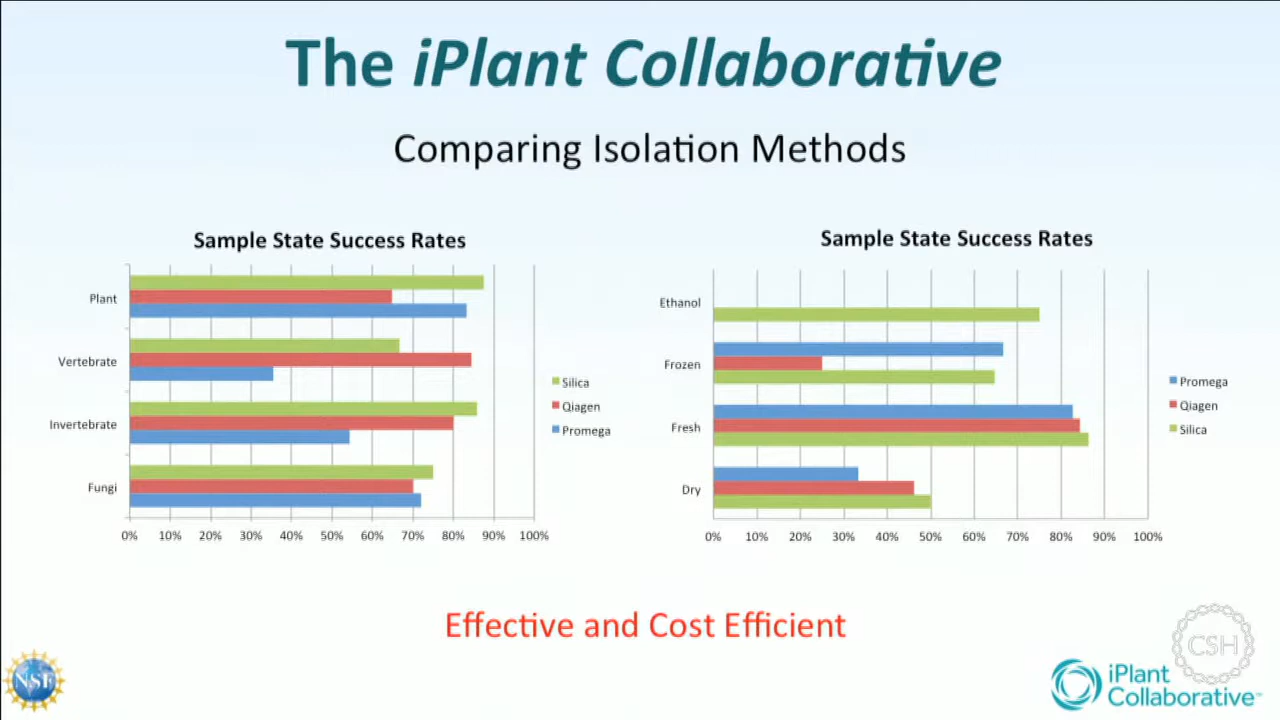 The iPlant Collaborative
Comparing Isolation Methods
Sample State Success Rates
Plant
Vertebrate
Invertebrate
Fungi
0% 10% 20% 30% 40% 50% 60% 70% 80% 90% 100%
Silica
Qiagen
Promega
Sample State Success Rates
Ethanol
Frozen
Fresh
Dry
0% 10% 20% 30% 40% 50% 60% 70% 80% 90% 100%
Promega
Qiagen
Silica
Effective and Cost Efficient
NSF
CSH
iPlant
Collaborative™